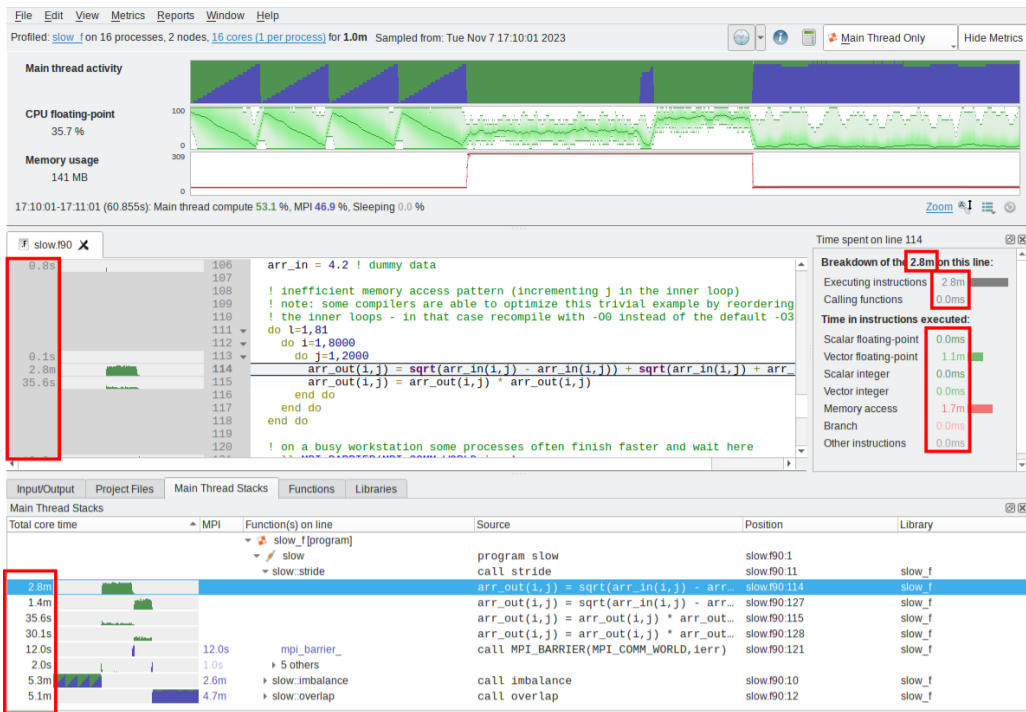 File Edit View Metrics Reports Window Help
Profiled: slow_f on 16 processes, 2 nodes, 16 cores (1 per process) for 1.0m Sampled from: Tue Nov 7 17:10:01 2023
Main Thread Only
Hide Metrics
Main thread activity
CPU floating-point
35.7 %
100
0
Memory usage
141 MB
309
0
17:10:01-17:11:01 (60.855s): Main thread compute 53.1 %, MPI 46.9 %, Sleeping 0.0 %
Zoom
slow.f90
0.8s 106 arr_in = 4.2 ! dummy data
107
108 ! inefficient memory access pattern (incrementing j in the inner loop)
109 ! note: some compilers are able to optimize this trivial example by reordering
110 ! the inner loops - in that case recompile with -O0 instead of the default -O3
111 do l=1,81
112 do i=1,8000
0.1s 113 do j=1,2000
2.8m 114 arr_out(i,j) = sqrt(arr_in(i,j) - arr_in(i,j)) + sqrt(arr_in(i,j) + arr_
35.6s 115 arr_out(i,j) = arr_out(i,j) * arr_out(i,j)
116 end do
117 end do
118 end do
119
120 ! on a busy workstation some processes often finish faster and wait here
Time spent on line 114
Breakdown of the 2.8m on this line:
Executing instructions 2.8m
Calling functions 0.0ms
Time in instructions executed:
Scalar floating-point 0.0ms
Vector floating-point 1.1m
Scalar integer 0.0ms
Vector integer 0.0ms
Memory access 1.7m
Branch 0.0ms
Other instructions 0.0ms
Input/Output Project Files Main Thread Stacks Functions Libraries
Main Thread Stacks
Total core time MPI Function(s) on line Source Position Library
slow_f [program]
slow program slow slow.f90:1
slow::stride call stride slow.f90:11 slow_f
2.8m arr_out(i,j) = sqrt(arr_in(i,j) - arr... slow.f90:114 slow_f
1.4m arr_out(i,j) = sqrt(arr_in(i,j) - arr... slow.f90:127 slow_f
35.6s arr_out(i,j) = arr_out(i,j) * arr_out... slow.f90:115 slow_f
30.1s arr_out(i,j) = arr_out(i,j) * arr_out... slow.f90:128 slow_f
12.0s 12.0s mpi_barrier_ call MPI_BARRIER(MPI_COMM_WORLD,ierr) slow.f90:121 slow_f
2.0s 1.0s 5 others
5.3m 2.6m slow::imbalance call imbalance slow.f90:10 slow_f
5.1m 4.7m slow::overlap call overlap slow.f90:12 slow_f